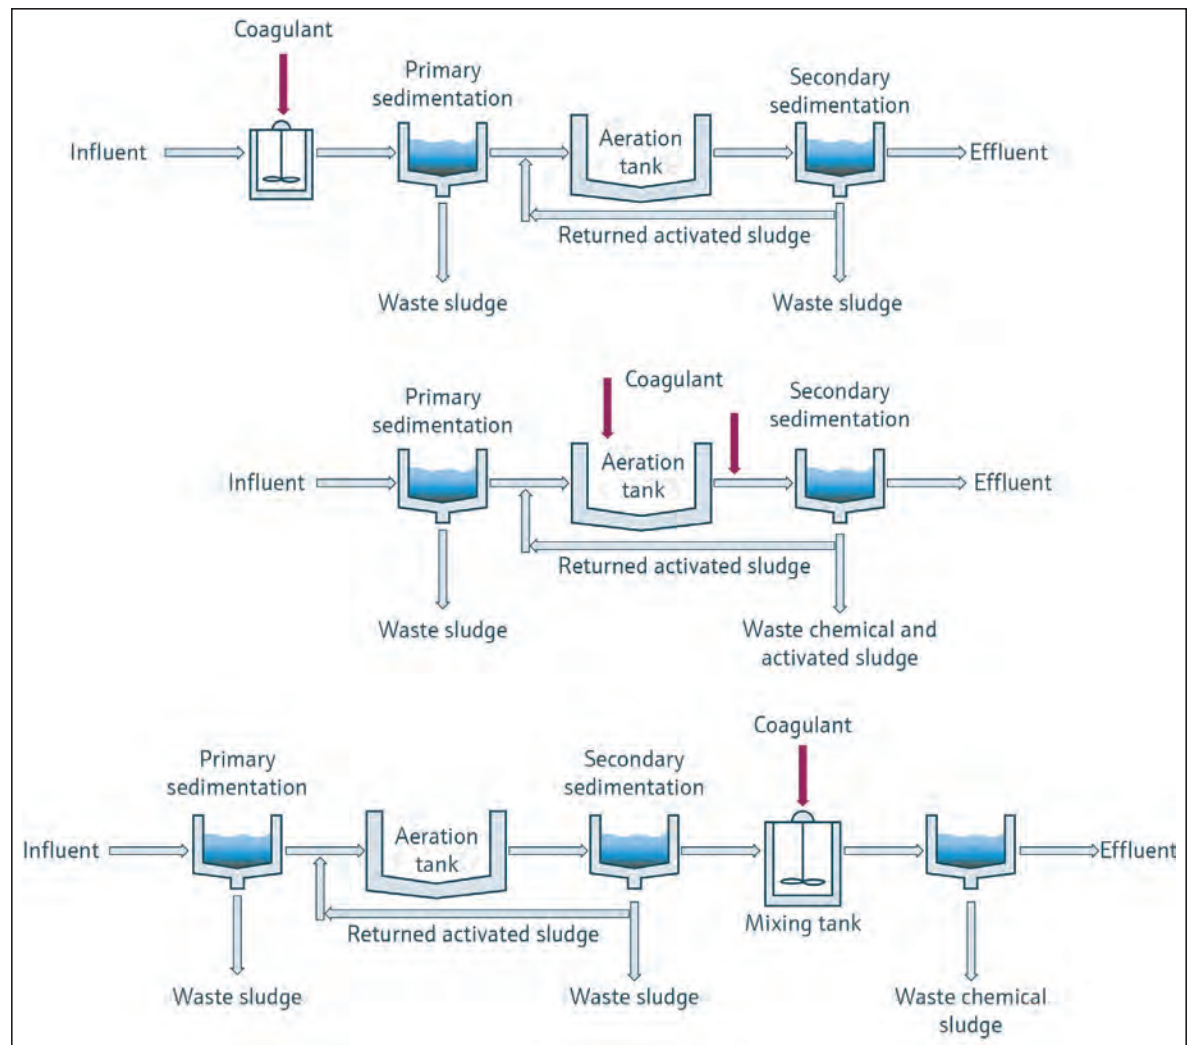 Coagulant
Primary
sedimentation
Secondary
sedimentation
Influent
Aeration
tank
Effluent
Returned activated sludge
Waste sludge
Waste sludge
Primary
sedimentation
Coagulant
Secondary
sedimentation
Influent
Aeration
tank
Effluent
Returned activated sludge
Waste sludge
Waste chemical and
activated sludge
Coagulant
Primary
sedimentation
Secondary
sedimentation
Influent
Aeration
tank
Effluent
Mixing tank
Returned activated sludge
Waste sludge
Waste sludge
Waste chemical
sludge